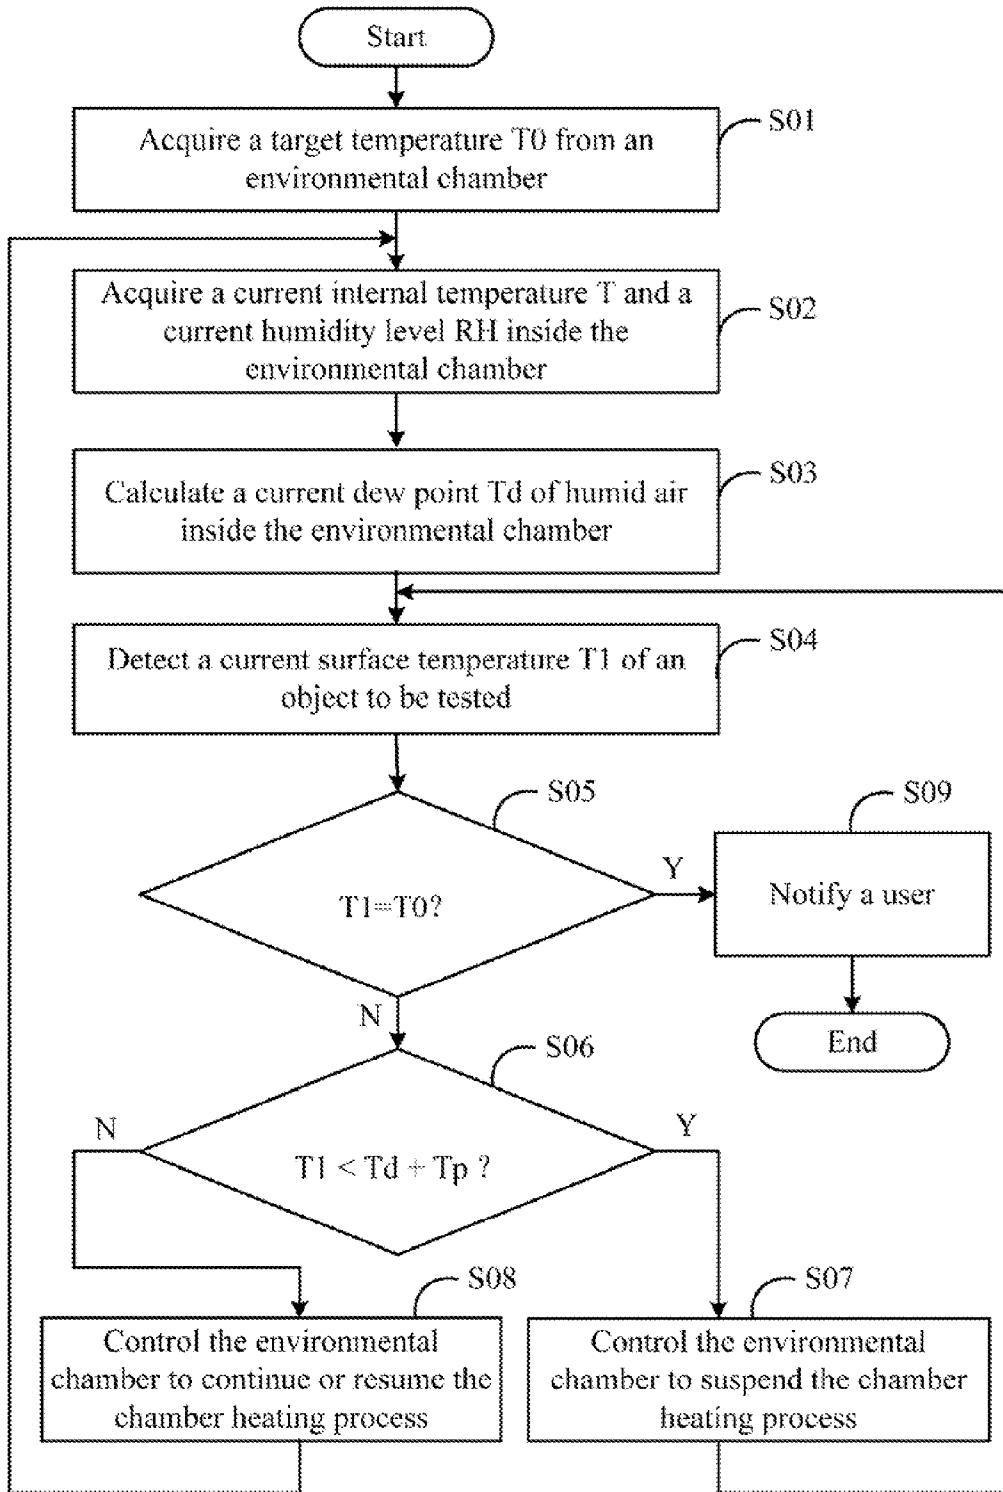 Start
S01
Acquire a target temperature T0 from an
environmental chamber
S02
Acquire a current internal temperature T and a
current humidity level RH inside the
environmental chamber
S03
Calculate a current dew point Td of humid air
inside the environmental chamber
S04
Detect a current surface temperature T1 of an
object to be tested
S05
T1=T0?
Y
S09
Notify a user
End
N
S06
T1 < Td + Tp ?
N
Y
S08
Control the environmental
chamber to continue or resume the
chamber heating process
S07
Control the environmental
chamber to suspend the chamber
heating process